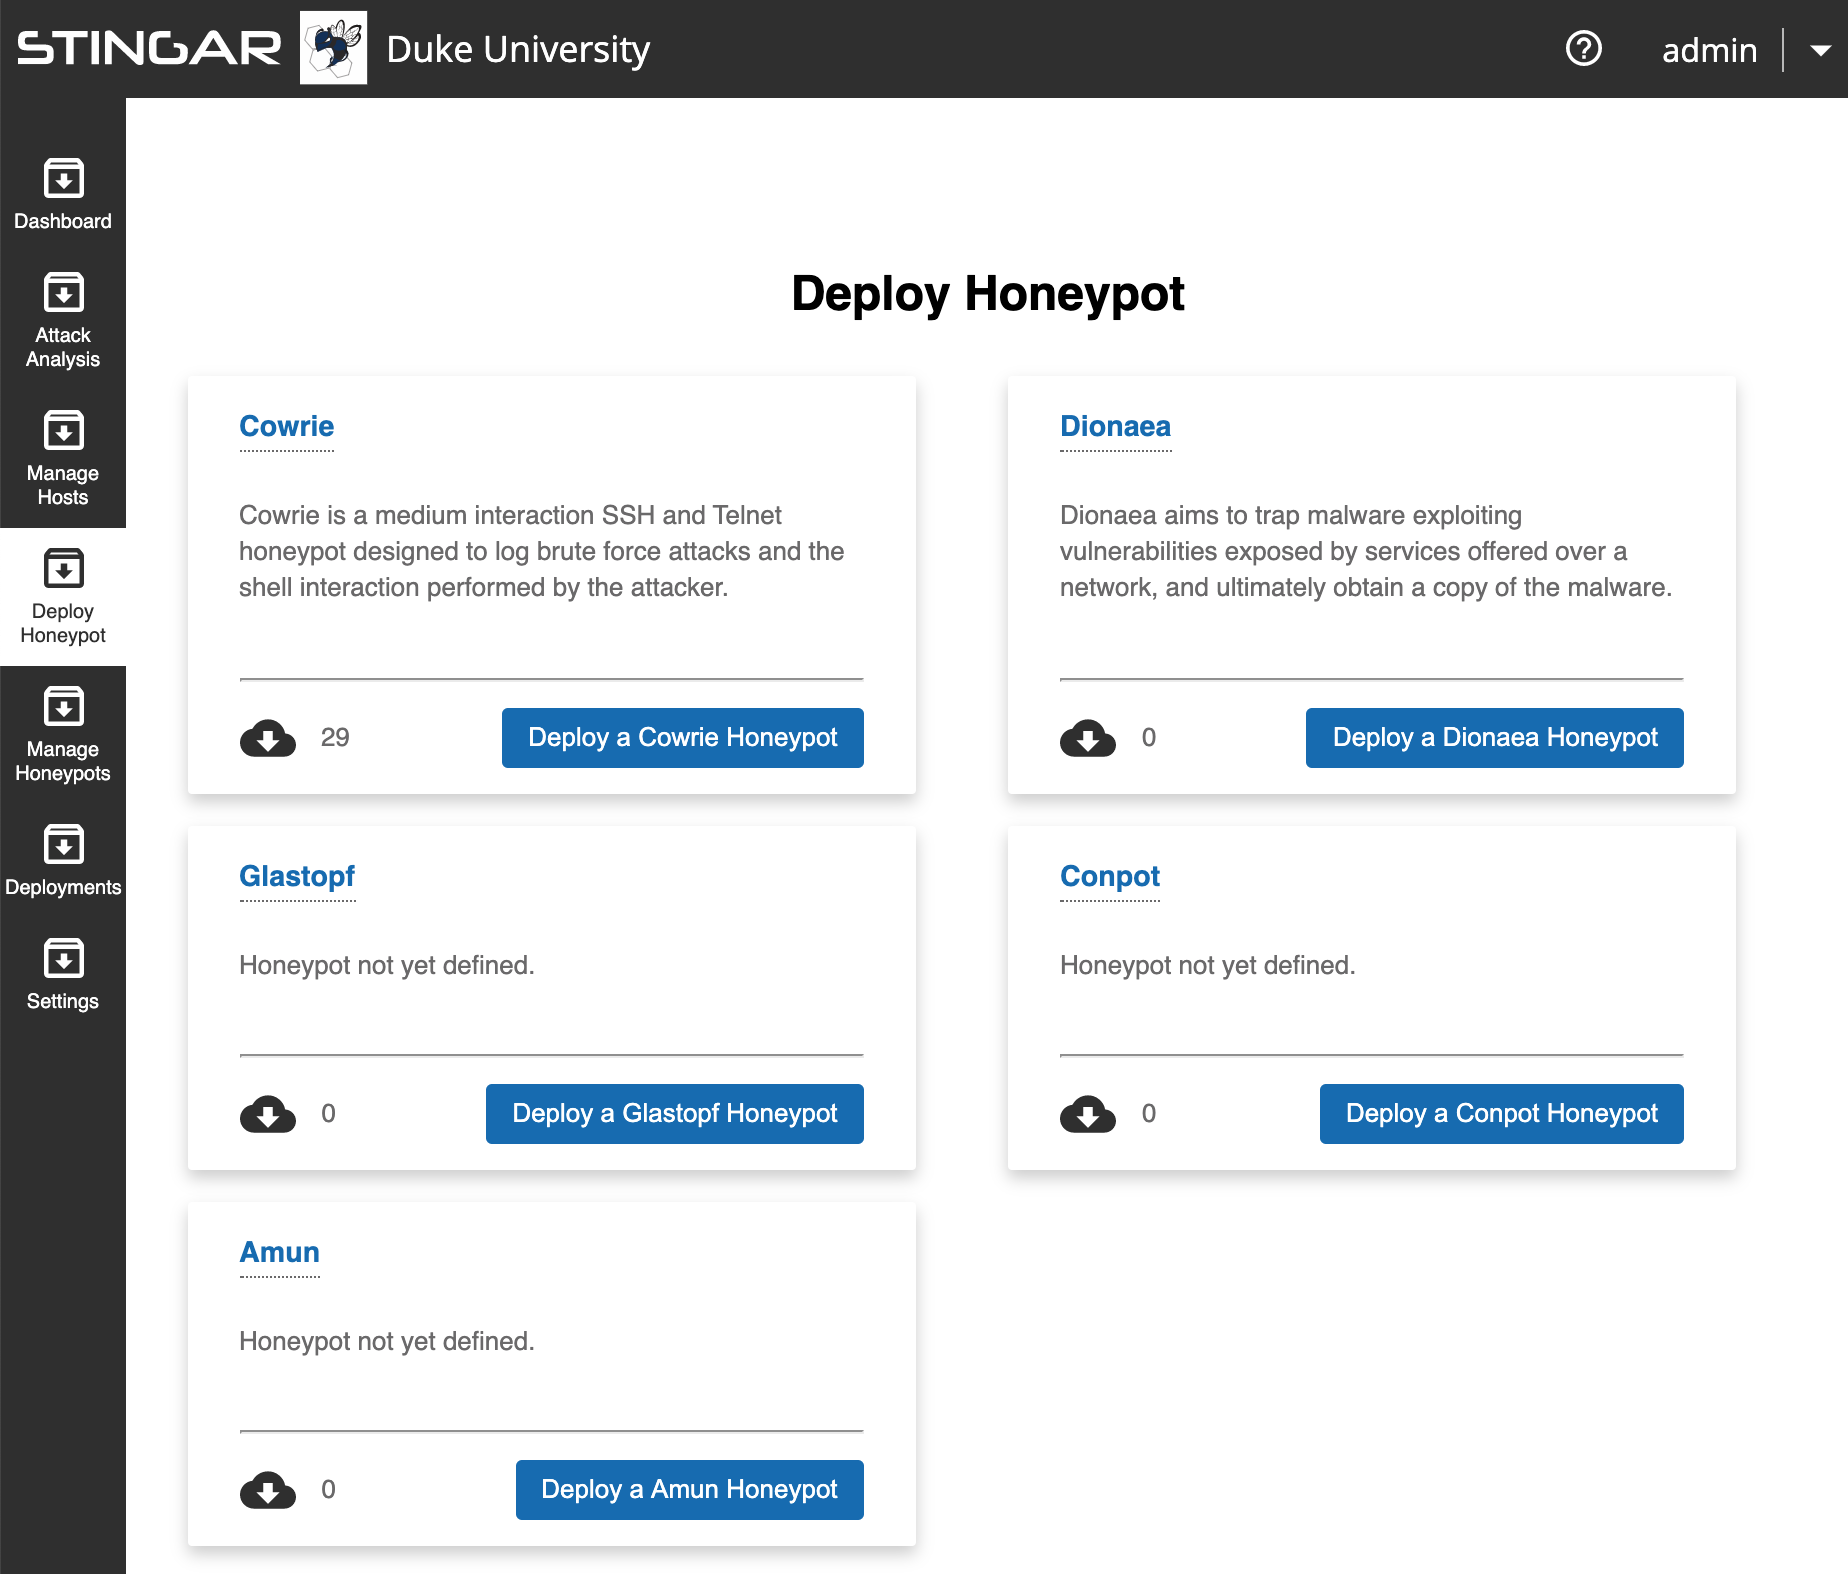 STINGAR
Duke University
admin
Dashboard
Attack
Analysis
Manage
Hosts
Deploy
Honeypot
Manage
Honeypots
Deployments
Settings
Deploy Honeypot
Cowrie
Cowrie is a medium interaction SSH and Telnet
honeypot designed to log brute force attacks and the
shell interaction performed by the attacker.
29
Deploy a Cowrie Honeypot
Dionaea
Dionaea aims to trap malware exploiting
vulnerabilities exposed by services offered over a
network, and ultimately obtain a copy of the malware.
0
Deploy a Dionaea Honeypot
Glastopf
Honeypot not yet defined.
0
Deploy a Glastopf Honeypot
Conpot
Honeypot not yet defined.
0
Deploy a Conpot Honeypot
Amun
Honeypot not yet defined.
0
Deploy a Amun Honeypot